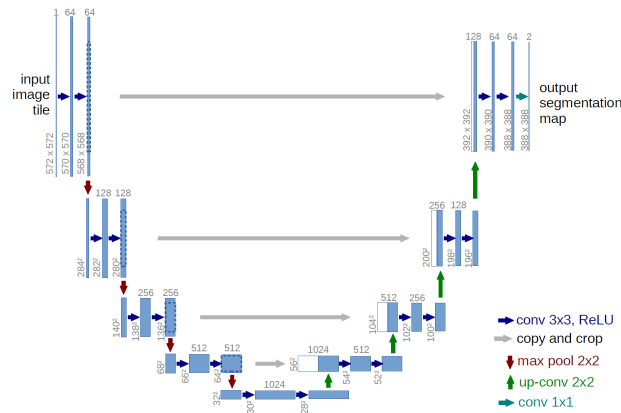 1 64 64
128 64 64 2
input
image
tile
output
segmentation
map
572 x 572
570 x 570
568 x 568
392 x 392
390 x 390
388 x 388
388 x 388
128 128
256 128
284²
282²
280²
200²
198²
196²
256 256
512 256
140²
138²
136²
104²
102²
100²
512 512
1024 512
68²
66²
64²
56²
54²
52²
1024
32²
30²
28²
conv 3x3, ReLU
copy and crop
max pool 2x2
up-conv 2x2
conv 1x1